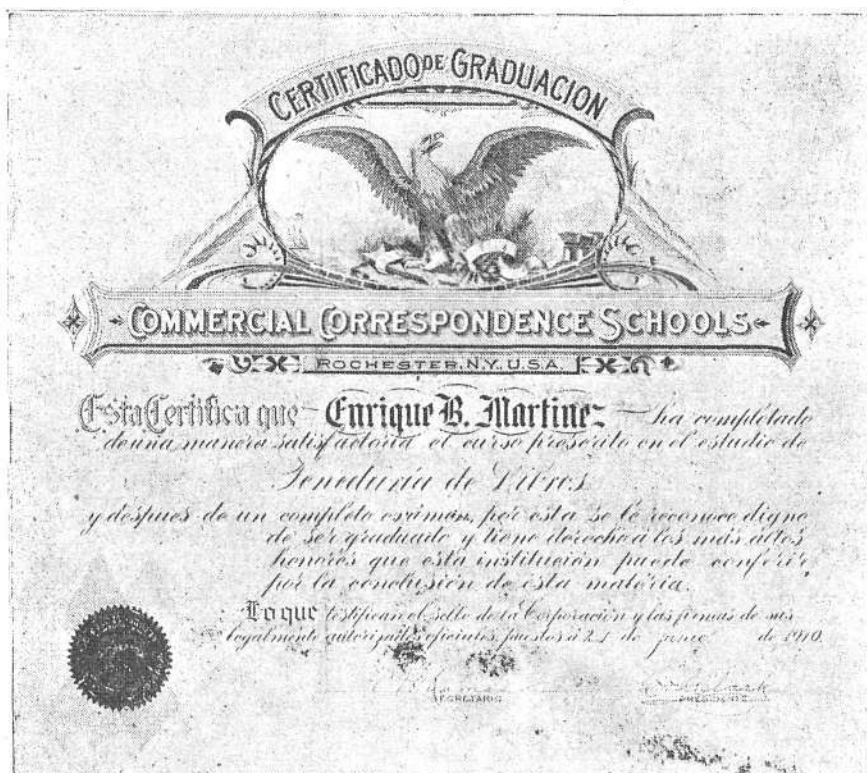 CERTIFICADO DE GRADUACION
COMMERCIAL CORRESPONDENCE SCHOOLS
ROCHESTER, N.Y. U.S.A.
Esta Certifica que Enrique B. Martinez ha completado
de una manera satisfactoria el curso prescrito en el estudio de
Teneduría de Libros
y despues de un completo exámen, por esta se le reconoce digno
de ser graduado y tiene derecho á los más altos
honores que esta institución puede conferir
por la conclusión de esta materia.
Lo que testifican el sello de la Corporación y las firmas de sus
legalmente autorizados oficiales, puestos á 21 de junio de 1910.
SECRETARIO
PRESIDENTE